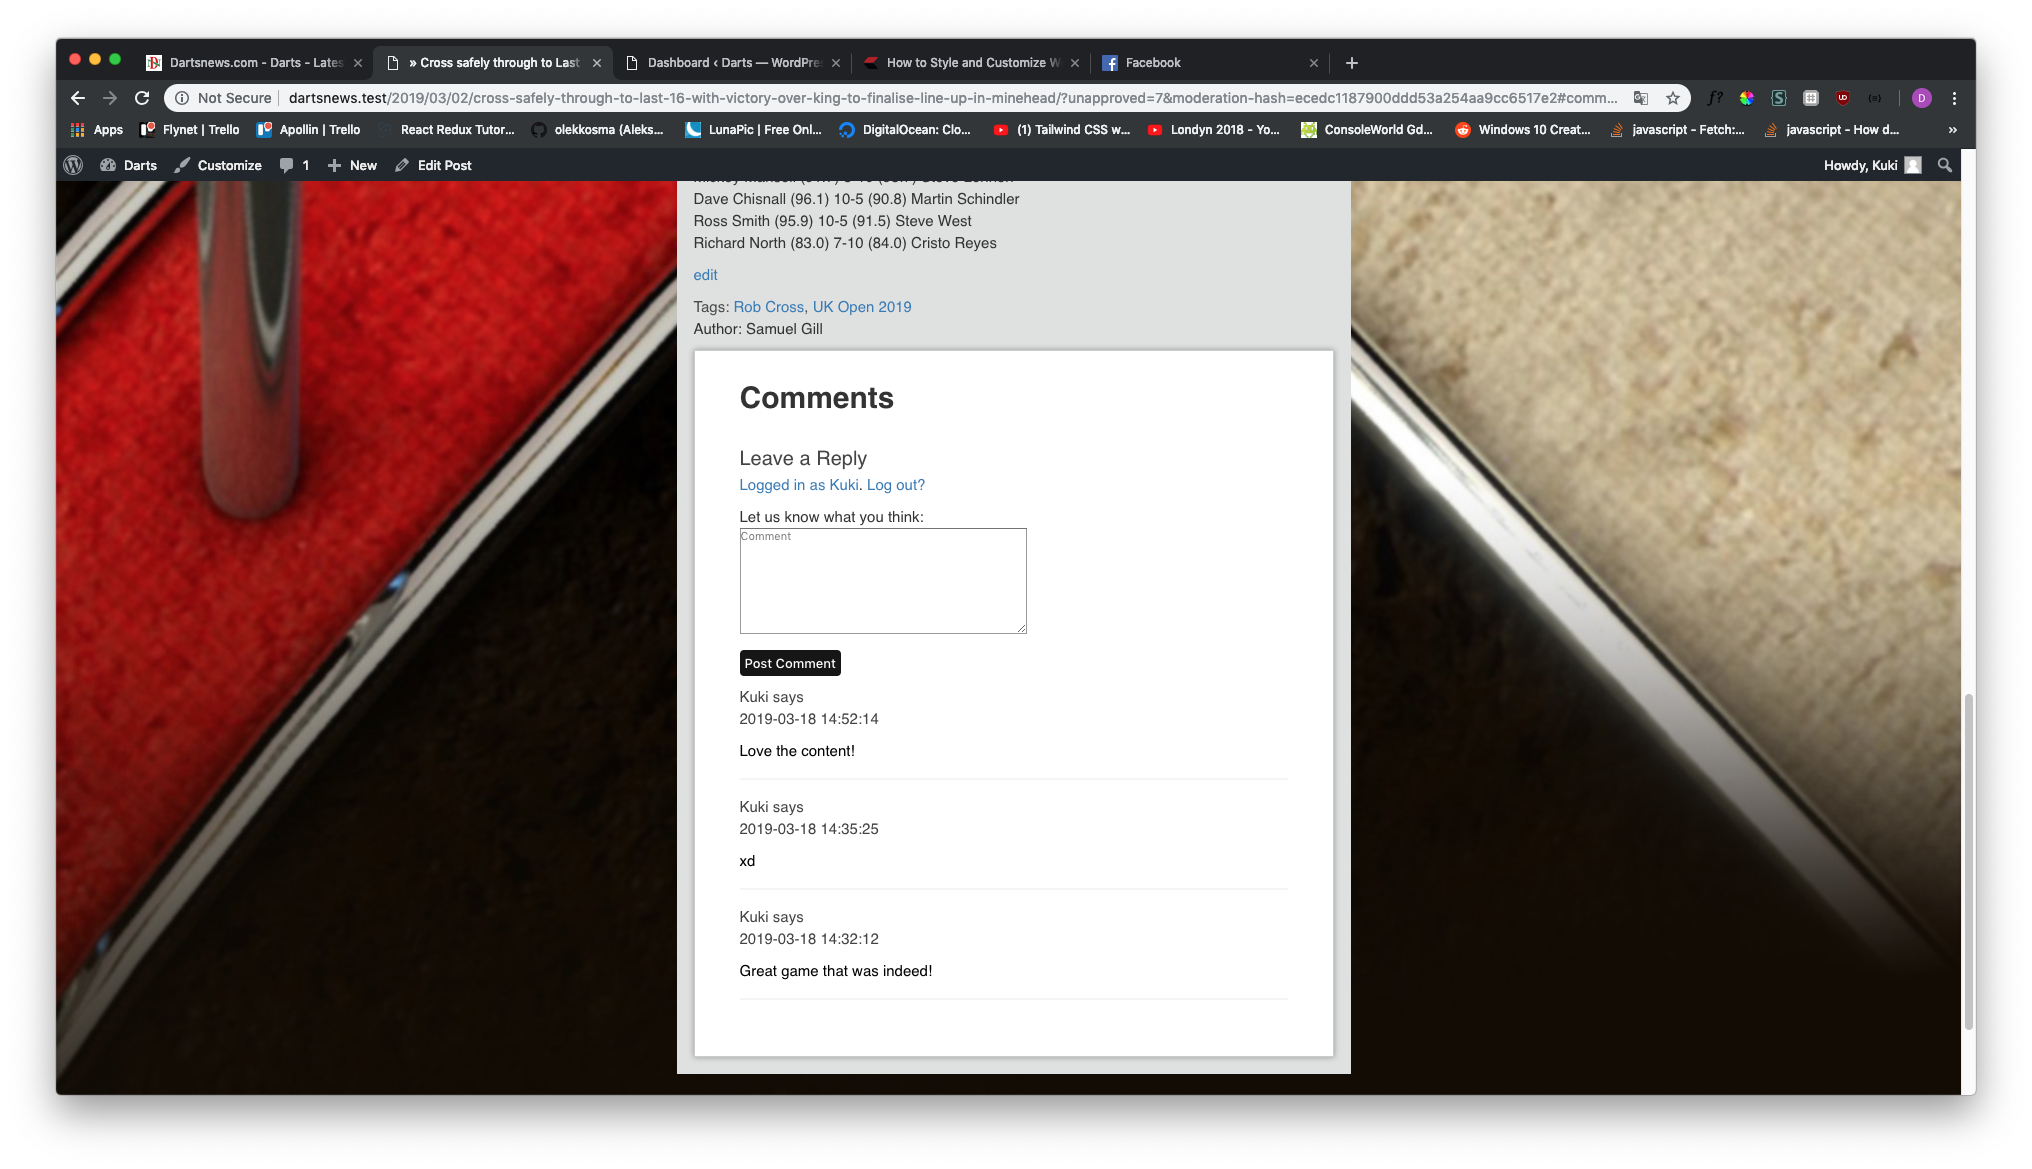 Dartsnews.com - Darts - Lates
» Cross safely through to Last
Dashboard ‹ Darts — WordPre
How to Style and Customize W
Facebook
Not Secure
dartsnews.test/2019/03/02/cross-safely-through-to-last-16-with-victory-over-king-to-finalise-line-up-in-minehead/?unapproved=7&moderation-hash=ecedc1187900ddd53a254aa9cc6517e2#comm...
f?
D
Apps
Flynet | Trello
Apollin | Trello
React Redux Tutor...
olekkosma (Aleks...
LunaPic | Free Onl...
DigitalOcean: Clo...
(1) Tailwind CSS w...
Londyn 2018 - Yo...
ConsoleWorld Gd...
Windows 10 Creat...
javascript - Fetch:...
javascript - How d...
»
Darts
Customize
1
New
Edit Post
Howdy, Kuki
Dave Chisnall (96.1) 10-5 (90.8) Martin Schindler
Ross Smith (95.9) 10-5 (91.5) Steve West
Richard North (83.0) 7-10 (84.0) Cristo Reyes
edit
Tags: Rob Cross, UK Open 2019
Author: Samuel Gill
Comments
Leave a Reply
Logged in as Kuki. Log out?
Let us know what you think:
Comment
Post Comment
Kuki says
2019-03-18 14:52:14
Love the content!
Kuki says
2019-03-18 14:35:25
xd
Kuki says
2019-03-18 14:32:12
Great game that was indeed!